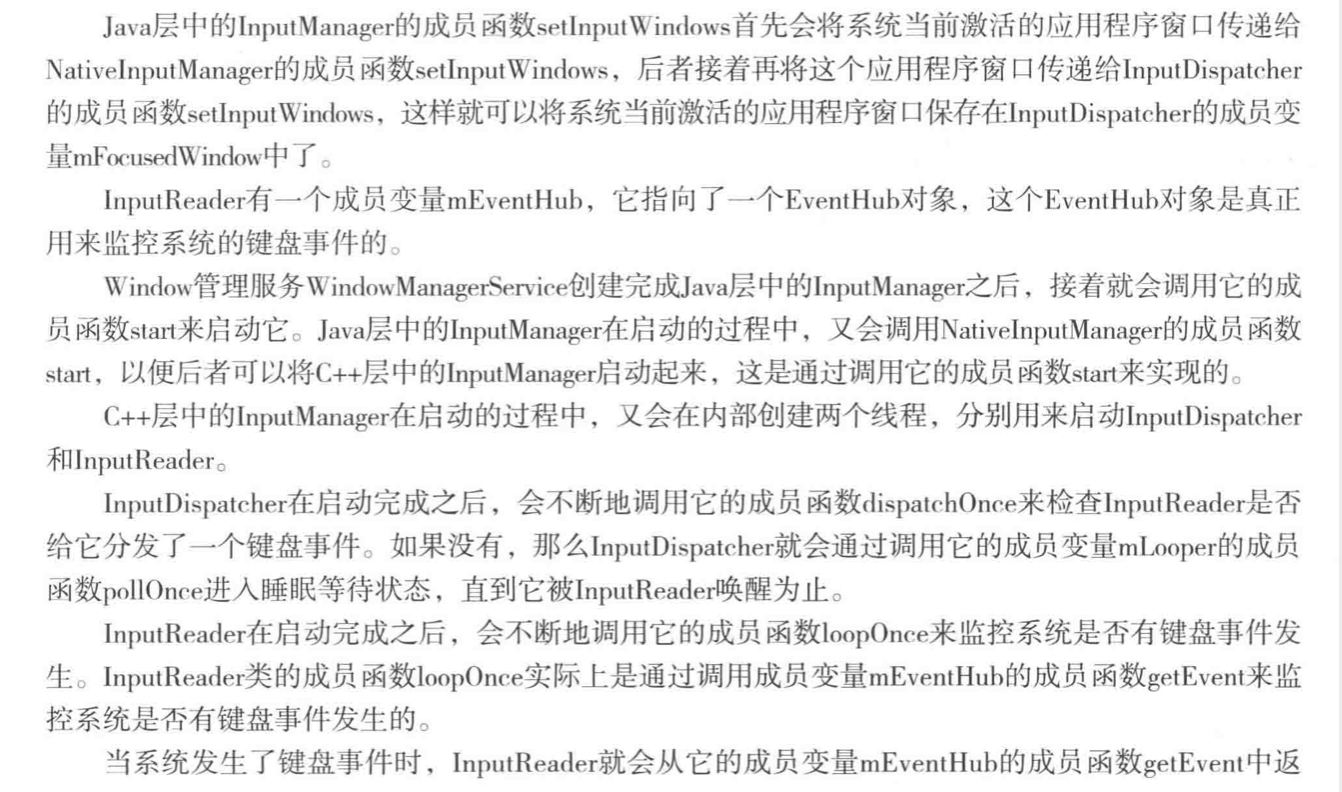 Java层中的InputManager的成员函数setInputWindows首先会将系统当前激活的应用程序窗口传递给
NativeInputManager的成员函数setInputWindows，后者接着再将这个应用程序窗口传递给InputDispatcher
的成员函数setInputWindows，这样就可以将系统当前激活的应用程序窗口保存在InputDispatcher的成员变
量mFocusedWindow中了。
InputReader有一个成员变量mEventHub，它指向了一个EventHub对象，这个EventHub对象是真正
用来监控系统的键盘事件的。
Window管理服务WindowManagerService创建完成Java层中的InputManager之后，接着就会调用它的成
员函数start来启动它。Java层中的InputManager在启动的过程中，又会调用NativeInputManager的成员函数
start，以便后者可以将C++层中的InputManager启动起来，这是通过调用它的成员函数start来实现的。
C++层中的InputManager在启动的过程中，又会在内部创建两个线程，分别用来启动InputDispatcher
和InputReader。
InputDispatcher在启动完成之后，会不断地调用它的成员函数dispatchOnce来检查InputReader是否
给它分发了一个键盘事件。如果没有，那么InputDispatcher就会通过调用它的成员变量mLooper的成员
函数pollOnce进入睡眠等待状态，直到它被InputReader唤醒为止。
InputReader在启动完成之后，会不断地调用它的成员函数loopOnce来监控系统是否有键盘事件发
生。InputReader类的成员函数loopOnce实际上是通过调用成员变量mEventHub的成员函数getEvent来监
控系统是否有键盘事件发生的。
当系统发生了键盘事件时，InputReader就会从它的成员变量mEventHub的成员函数getEvent中返